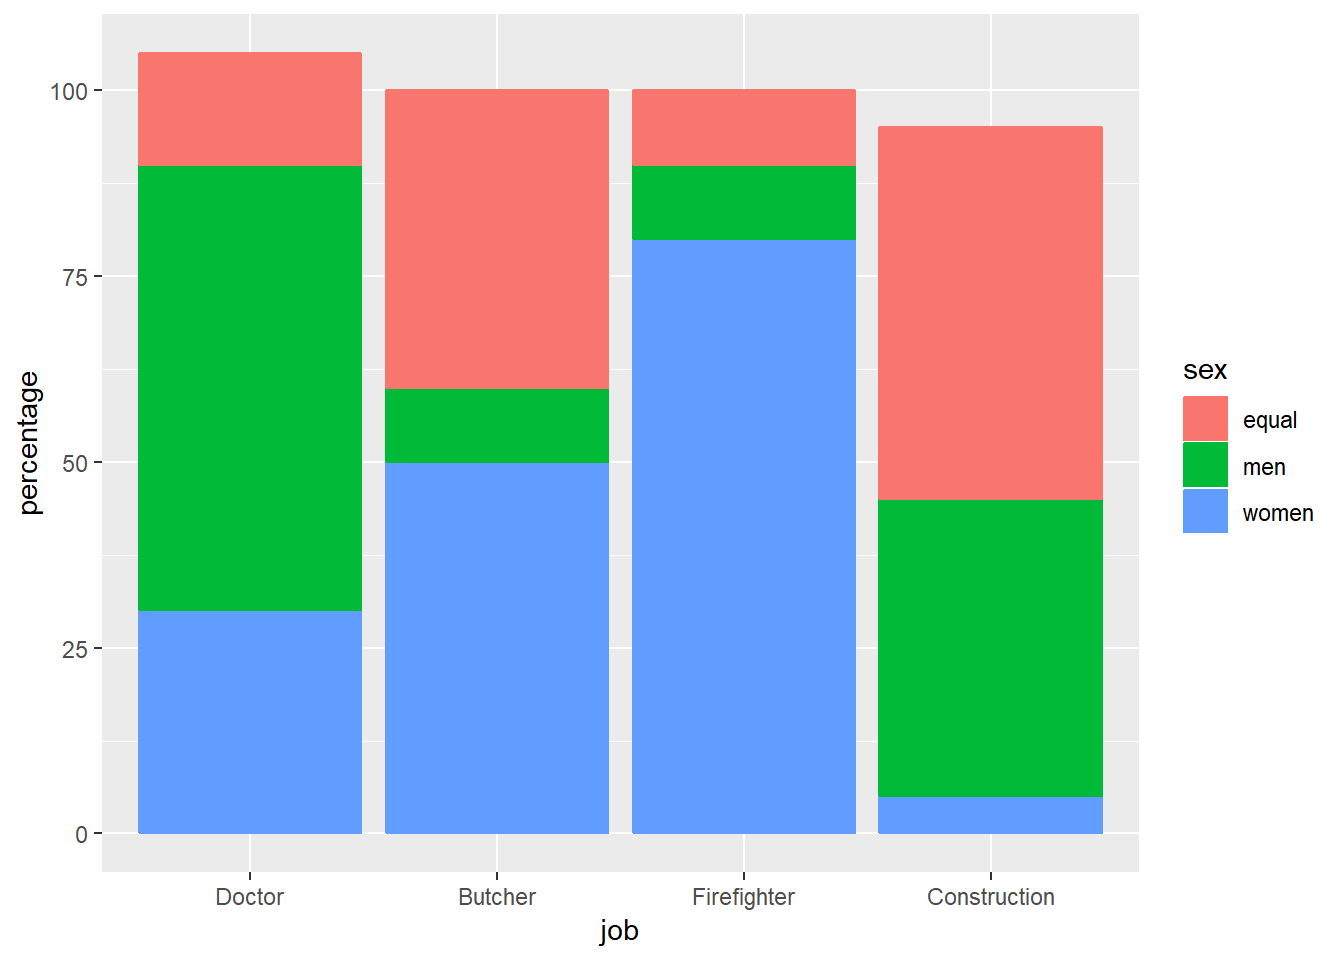 percentage
100
75
50
25
0
Doctor
Butcher
Firefighter
Construction
job
sex
equal
men
women